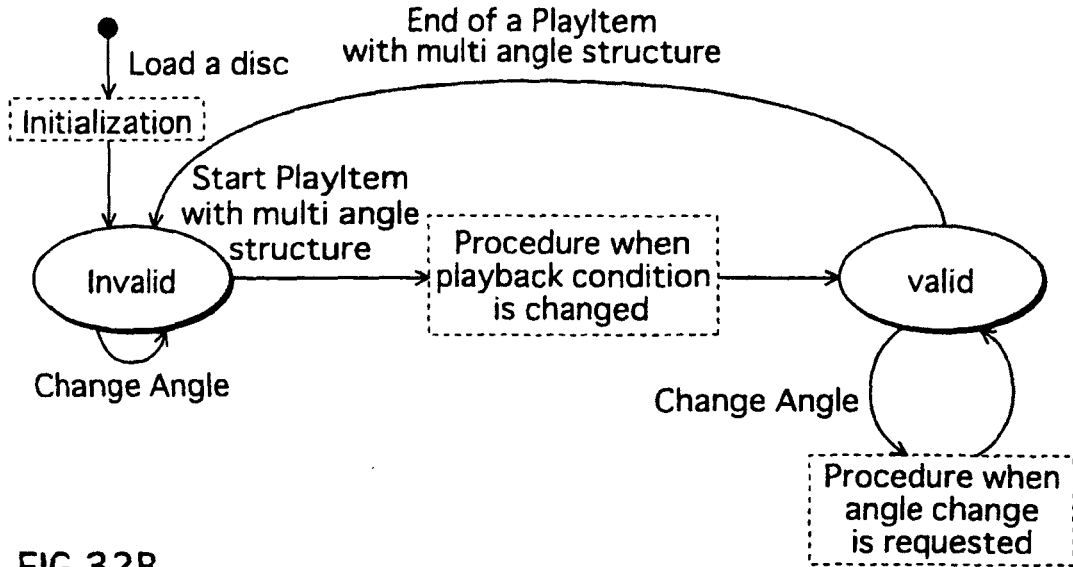 End of a PlayItem
with multi angle structure
Load a disc
Initialization
Start PlayItem
with multi angle
structure
Invalid
Procedure when
playback condition
is changed
valid
Change Angle
Change Angle
Procedure when
angle change
is requested
FIG.32B